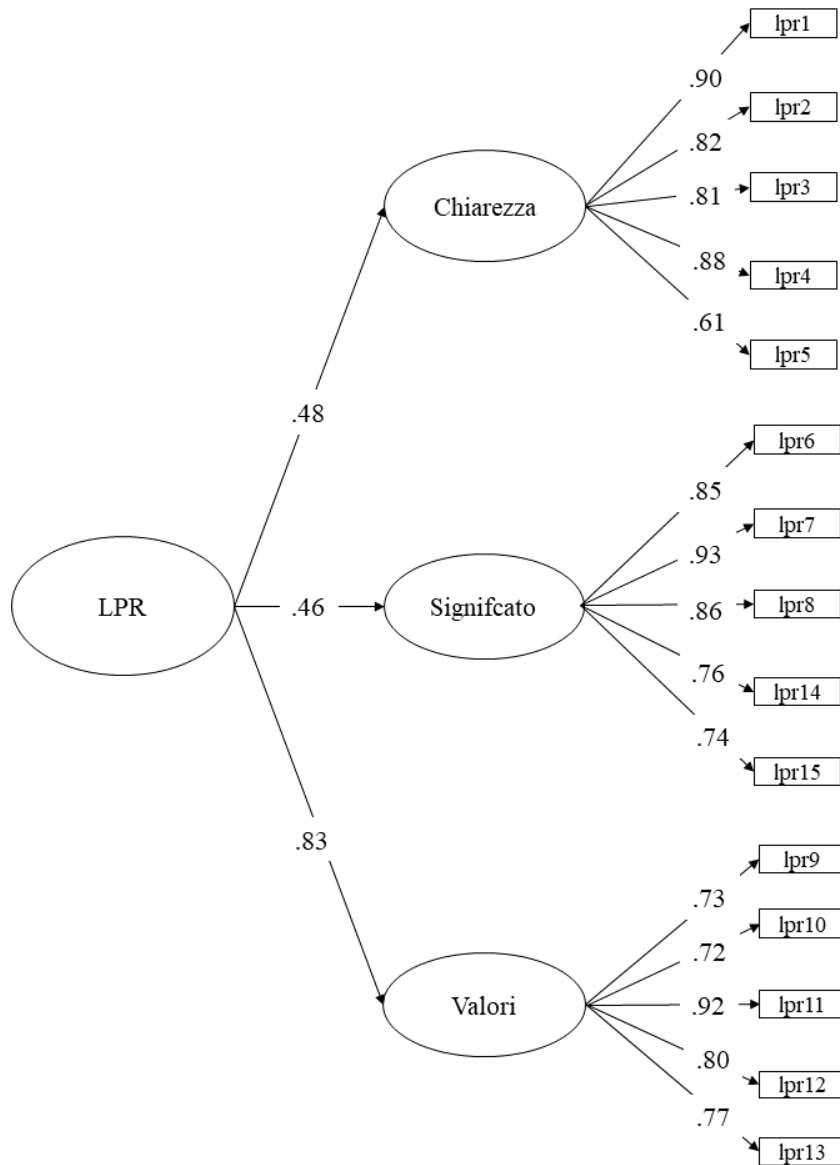 lpr1
.90
lpr2
.82
lpr3
.81
Chiarezza
lpr4
.88
lpr5
.61
.48
lpr6
.85
lpr7
.93
LPR
.46
Signifcato
lpr8
.86
lpr14
.76
lpr15
.74
.83
lpr9
.73
lpr10
.72
Valori
lpr11
.92
lpr12
.80
lpr13
.77